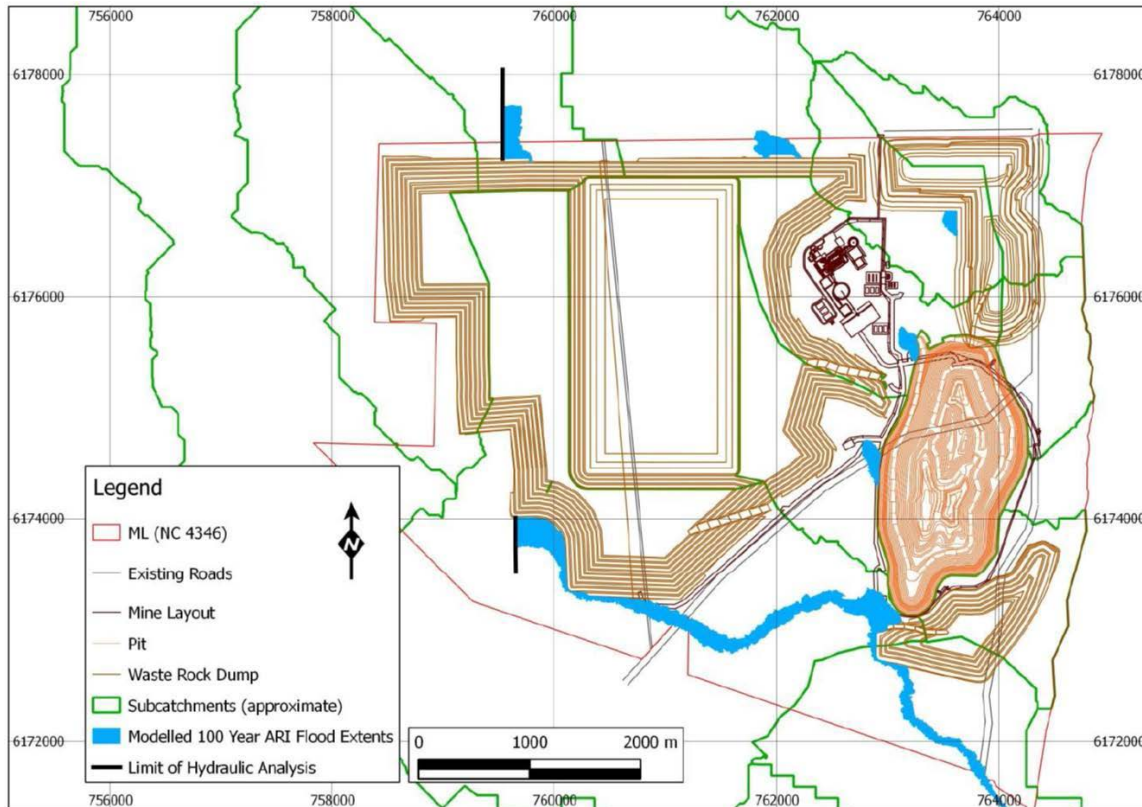 756000 758000 760000 762000 764000
6178000 6178000
6176000 6176000
6174000 6174000
6172000 6172000
Legend
ML (NC 4346)
Existing Roads
Mine Layout
Pit
Waste Rock Dump
Subcatchments (approximate)
Modelled 100 Year ARI Flood Extents
Limit of Hydraulic Analysis
N
0 1000 2000 m
756000 758000 760000 762000 764000